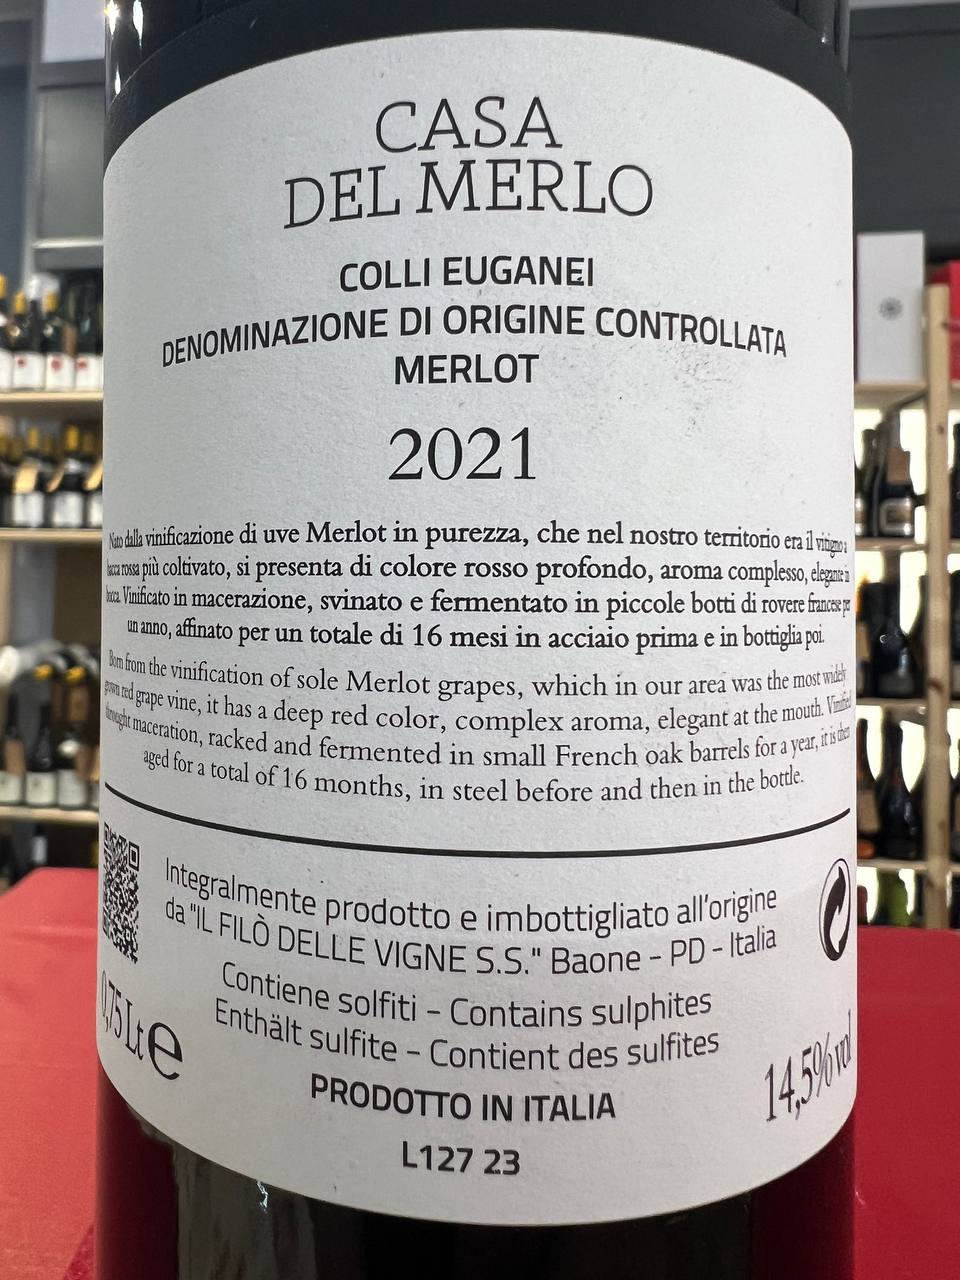 CASA
DEL MERLO
COLLI EUGANEI
DENOMINAZIONE DI ORIGINE CONTROLLATA
MERLOT
2021
Nato dalla vinificazione di uve Merlot in purezza, che nel nostro territorio era il vitigno a
bacca rossa più coltivato, si presenta di colore rosso profondo, aroma complesso, elegante in
bocca. Vinificato in macerazione, svinato e fermentato in piccole botti di rovere francese per
un anno, affinato per un totale di 16 mesi in acciaio prima e in bottiglia poi.
Born from the vinification of sole Merlot grapes, which in our area was the most widely
grown red grape vine, it has a deep red color, complex aroma, elegant at the mouth. Vinified
throught maceration, racked and fermented in small French oak barrels for a year, it is then
aged for a total of 16 months, in steel before and then in the bottle.
Integralmente prodotto e imbottigliato all'origine
da "IL FILÒ DELLE VIGNE S.S." Baone - PD - Italia
Contiene solfiti - Contains sulphites
Enthält sulfite - Contient des sulfites
0,75 Lt e
14,5% vol
PRODOTTO IN ITALIA
L127 23